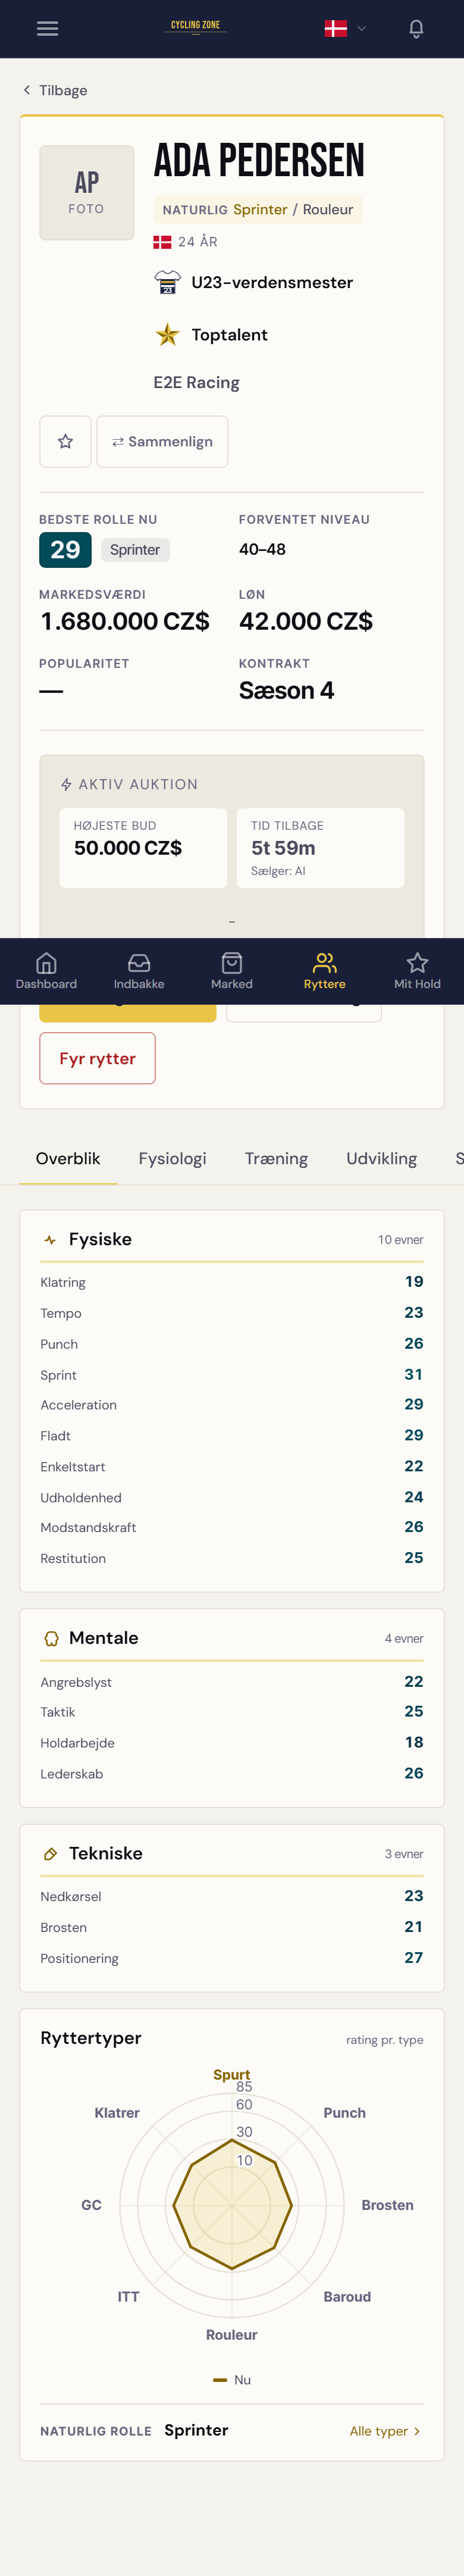 CYCLING ZONE
Tilbage
AP
FOTO
ADA PEDERSEN
NATURLIG Sprinter / Rouleur
24 ÅR
23
U23-verdensmester
Toptalent
E2E Racing
⇄ Sammenlign
BEDSTE ROLLE NU
29 Sprinter
FORVENTET NIVEAU
40–48
MARKEDSVÆRDI
1.680.000 CZ$
LØN
42.000 CZ$
POPULARITET
—
KONTRAKT
Sæson 4
AKTIV AUKTION
HØJESTE BUD
50.000 CZ$
TID TILBAGE
5t 59m
Sælger: AI
–
Dashboard
Indbakke
Marked
Ryttere
Mit Hold
Fyr rytter
Overblik Fysiologi Træning Udvikling S
Fysiske 10 evner
Klatring 19
Tempo 23
Punch 26
Sprint 31
Acceleration 29
Fladt 29
Enkeltstart 22
Udholdenhed 24
Modstandskraft 26
Restitution 25
Mentale 4 evner
Angrebslyst 22
Taktik 25
Holdarbejde 18
Lederskab 26
Tekniske 3 evner
Nedkørsel 23
Brosten 21
Positionering 27
Ryttertyper rating pr. type
Spurt
85
60
30
10
Klatrer
Punch
GC
Brosten
ITT
Baroud
Rouleur
Nu
NATURLIG ROLLE Sprinter Alle typer